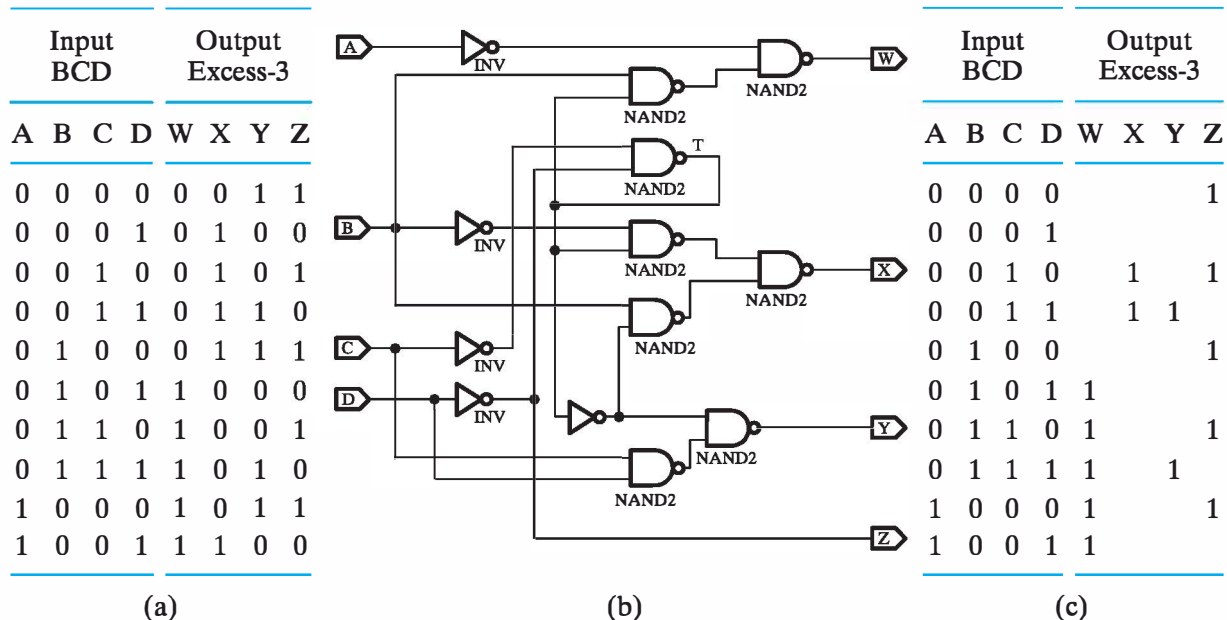 Input BCD Output Excess-3
A B C D W X Y Z
0 0 0 0 0 0 1 1
0 0 0 1 0 1 0 0
0 0 1 0 0 1 0 1
0 0 1 1 0 1 1 0
0 1 0 0 0 1 1 1
0 1 0 1 1 0 0 0
0 1 1 0 1 0 0 1
0 1 1 1 1 0 1 0
1 0 0 0 1 0 1 1
1 0 0 1 1 1 0 0
(a)
A
INV
NAND2
W
NAND2
T
NAND2
B
INV
NAND2
NAND2
X
NAND2
C
INV
D
INV
NAND2
Y
NAND2
Z
(b)
Input BCD Output Excess-3
A B C D W X Y Z
0 0 0 0 1
0 0 0 1
0 0 1 0 1 1
0 0 1 1 1 1
0 1 0 0 1
0 1 0 1 1
0 1 1 0 1 1
0 1 1 1 1 1
1 0 0 0 1 1
1 0 0 1 1
(c)